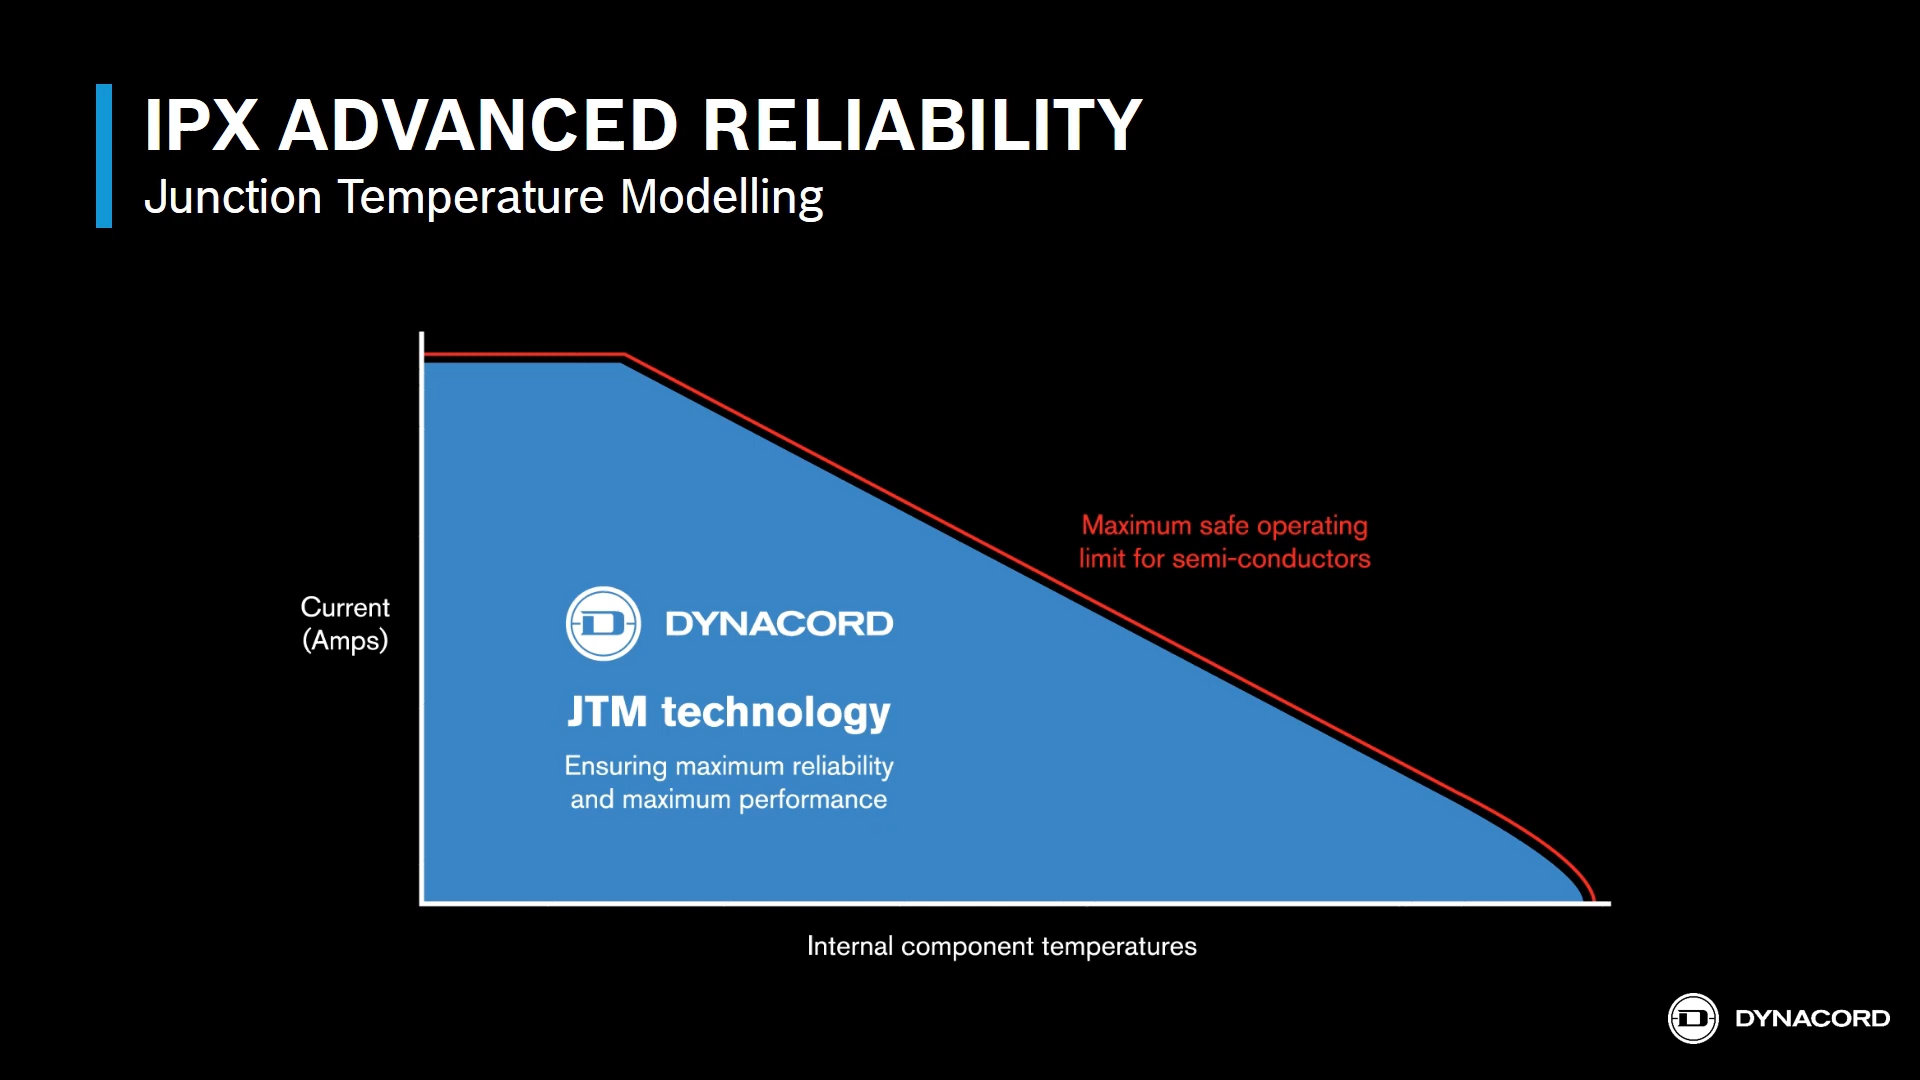 IPX ADVANCED RELIABILITY
Junction Temperature Modelling
Maximum safe operating
limit for semi-conductors
Current
(Amps)
D DYNACORD
JTM technology
Ensuring maximum reliability
and maximum performance
Internal component temperatures
D DYNACORD